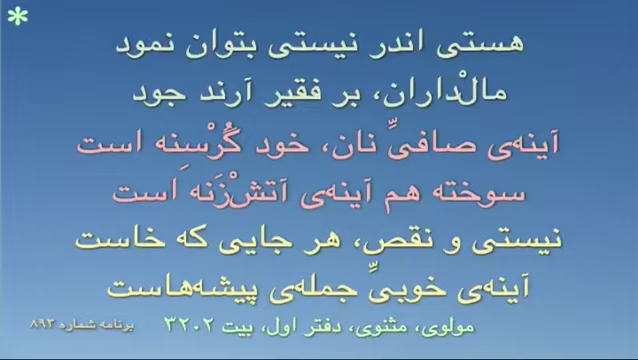 *
هستی اندر نیستی بتوان نمود
مالْداران، بر فقیر آرند جود
آینه‌ی صافیِّ نان، خود گُرْسِنه است
سوخته هم آینه‌ی آتش‌ْزَنه است
نیستی و نقص، هر جایی که خاست
آینه‌ی خوبیِّ جمله‌ی پیشه‌هاست
مولوی، مثنوی، دفتر اول، بیت ۳۲۰۲
برنامه شماره ۸۹۳